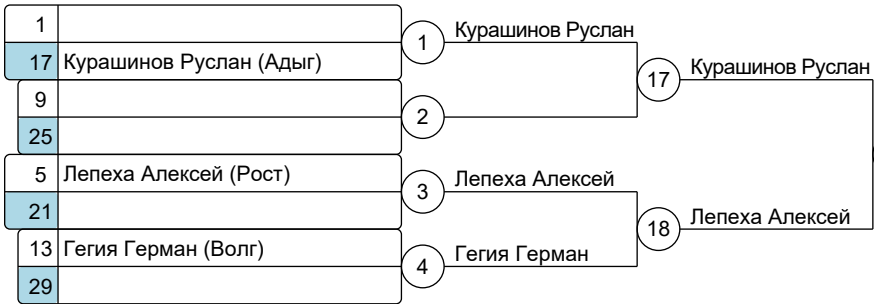 1
17 Курашинов Руслан (Адыг)
1
Курашинов Руслан
9
25
2
17
Курашинов Руслан
5 Лепеха Алексей (Рост)
21
3
Лепеха Алексей
13 Гегия Герман (Волг)
29
4
Гегия Герман
18
Лепеха Алексей